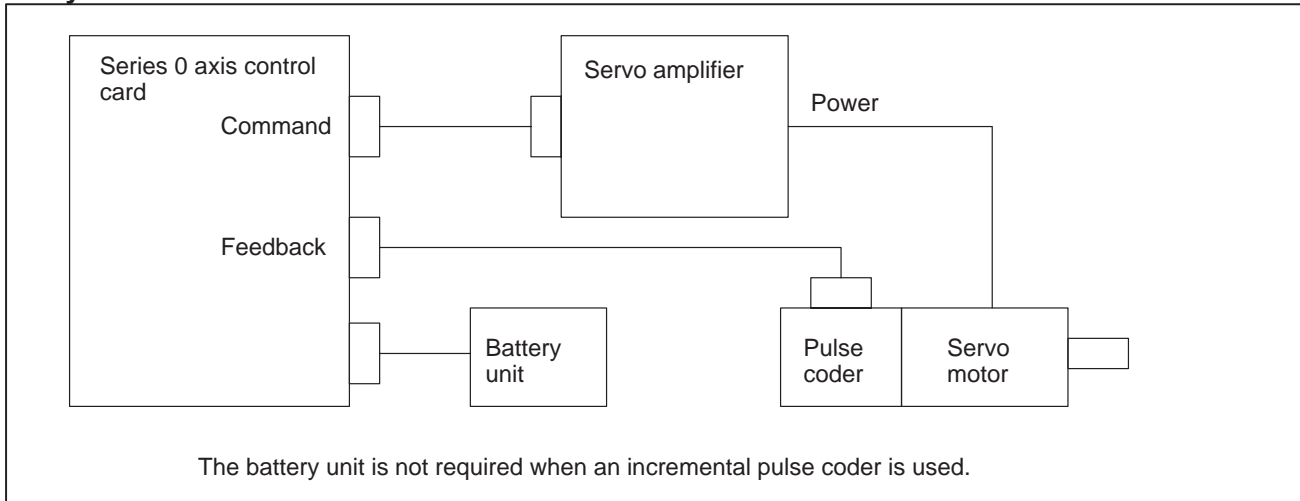 Series 0 axis control
card
Servo amplifier
Power
Command
Feedback
Battery
unit
Pulse
coder
Servo
motor
The battery unit is not required when an incremental pulse coder is used.